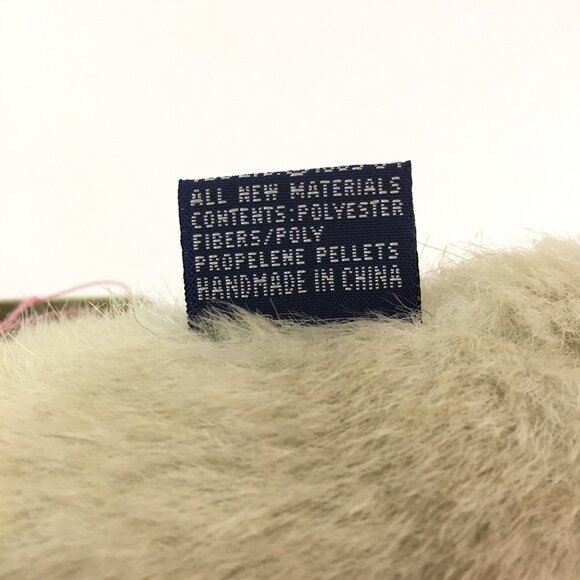 ALL NEW MATERIALS
CONTENTS:POLYESTER
FIBERS/POLY
PROPELENE PELLETS
HANDMADE IN CHINA